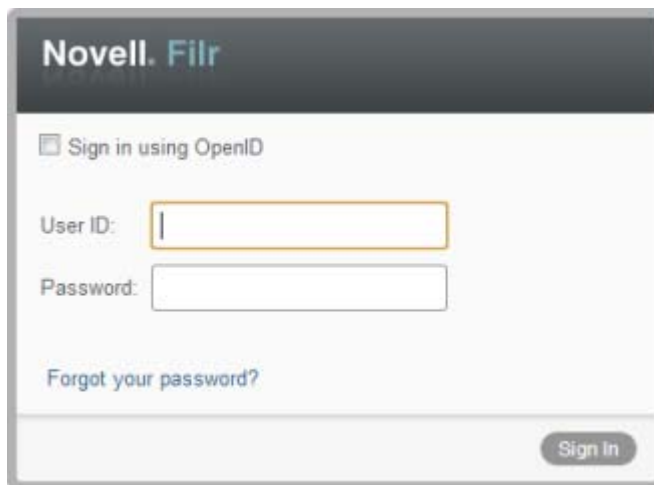 Novell. Filr
Sign in using OpenID
User ID:
Password:
Forgot your password?
Sign In